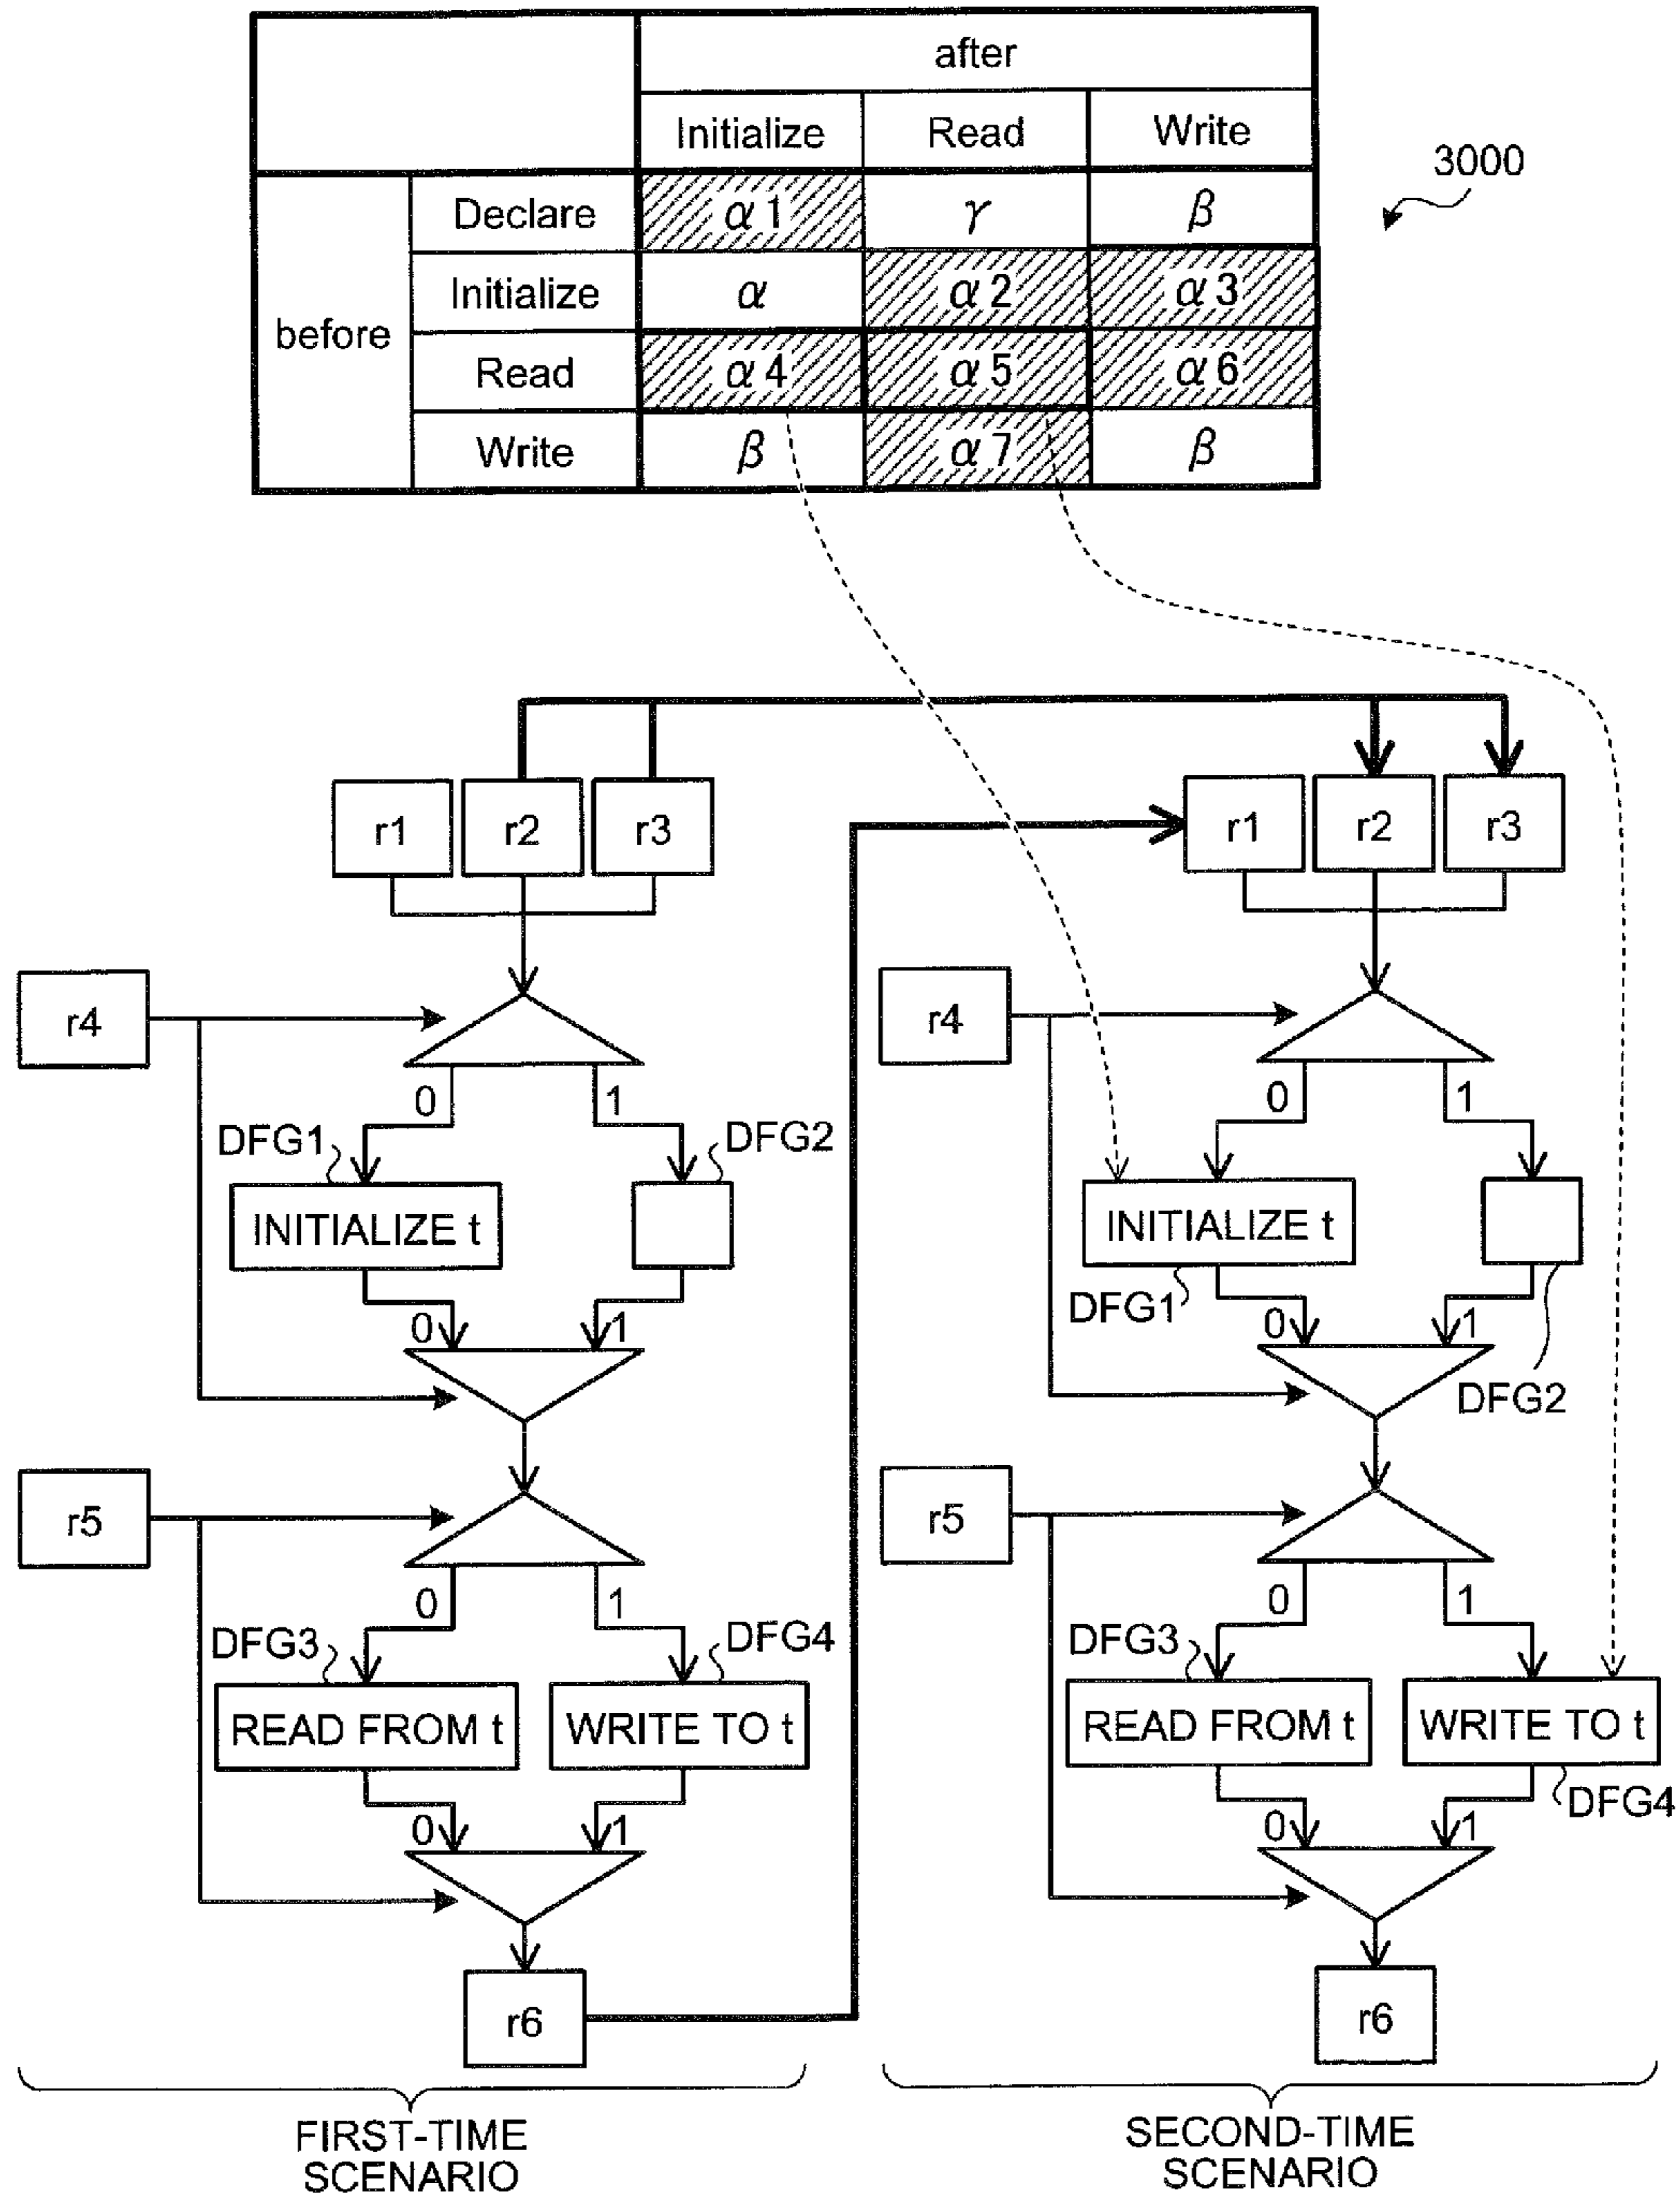 after
Initialize Read Write
3000
before
Declare α1 γ β
Initialize α α2 α3
Read α4 α5 α6
Write β α7 β
r1 r2 r3
r1 r2 r3
r4
r4
0 1
0 1
DFG1 DFG2
INITIALIZE t
INITIALIZE t
DFG1
0 1
0 1
DFG2
r5
r5
0 1
0 1
DFG3 DFG4
DFG3
READ FROM t WRITE TO t
READ FROM t WRITE TO t
DFG4
0 1
0 1
r6
r6
FIRST-TIME
SCENARIO
SECOND-TIME
SCENARIO